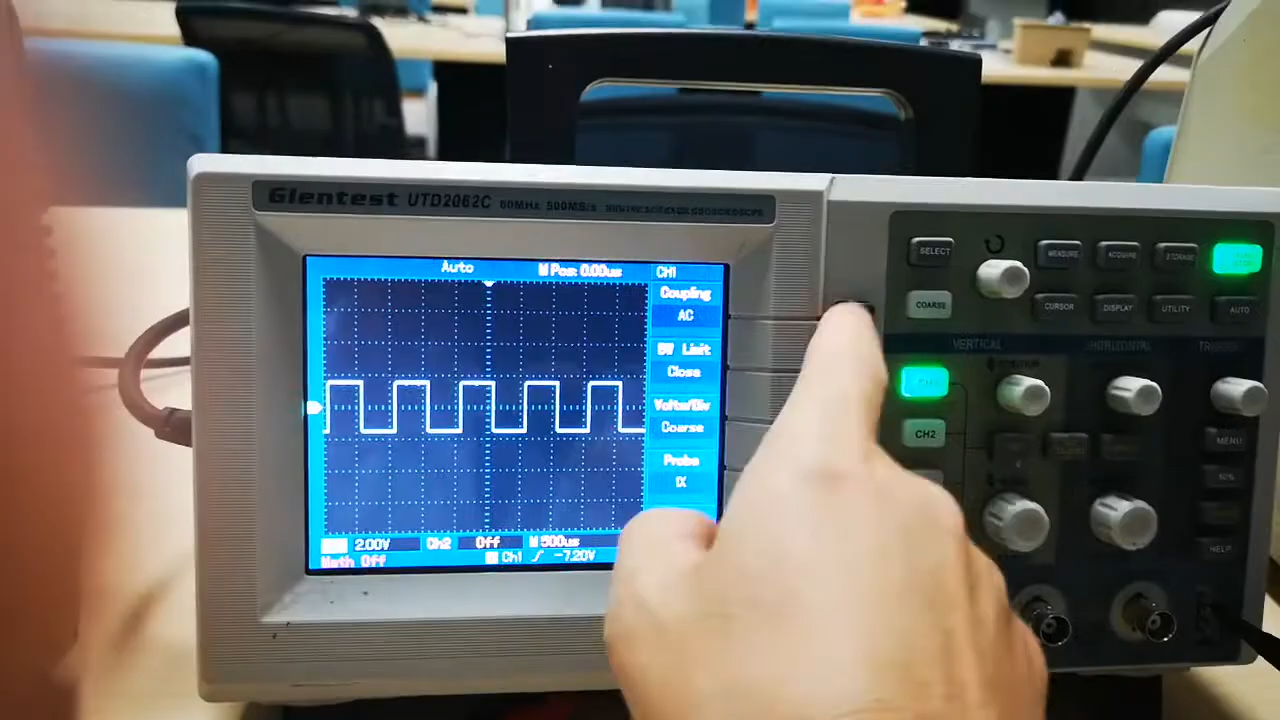 Glentest UTD2062C 60MHz 500MS/s
Auto M Pos: 0.00us CH1
Coupling
AC
BW Limit
Close
Volts/Div
Coarse
Probe
1X
2.00V Ch2 Off M 500us
Math Off Ch1 -7.20V
SELECT
MEASURE ACQUIRE STORAGE
COARSE
CURSOR DISPLAY UTILITY AUTO
VERTICAL HORIZONTAL
POSITION
CH2
MENU
50%
HELP